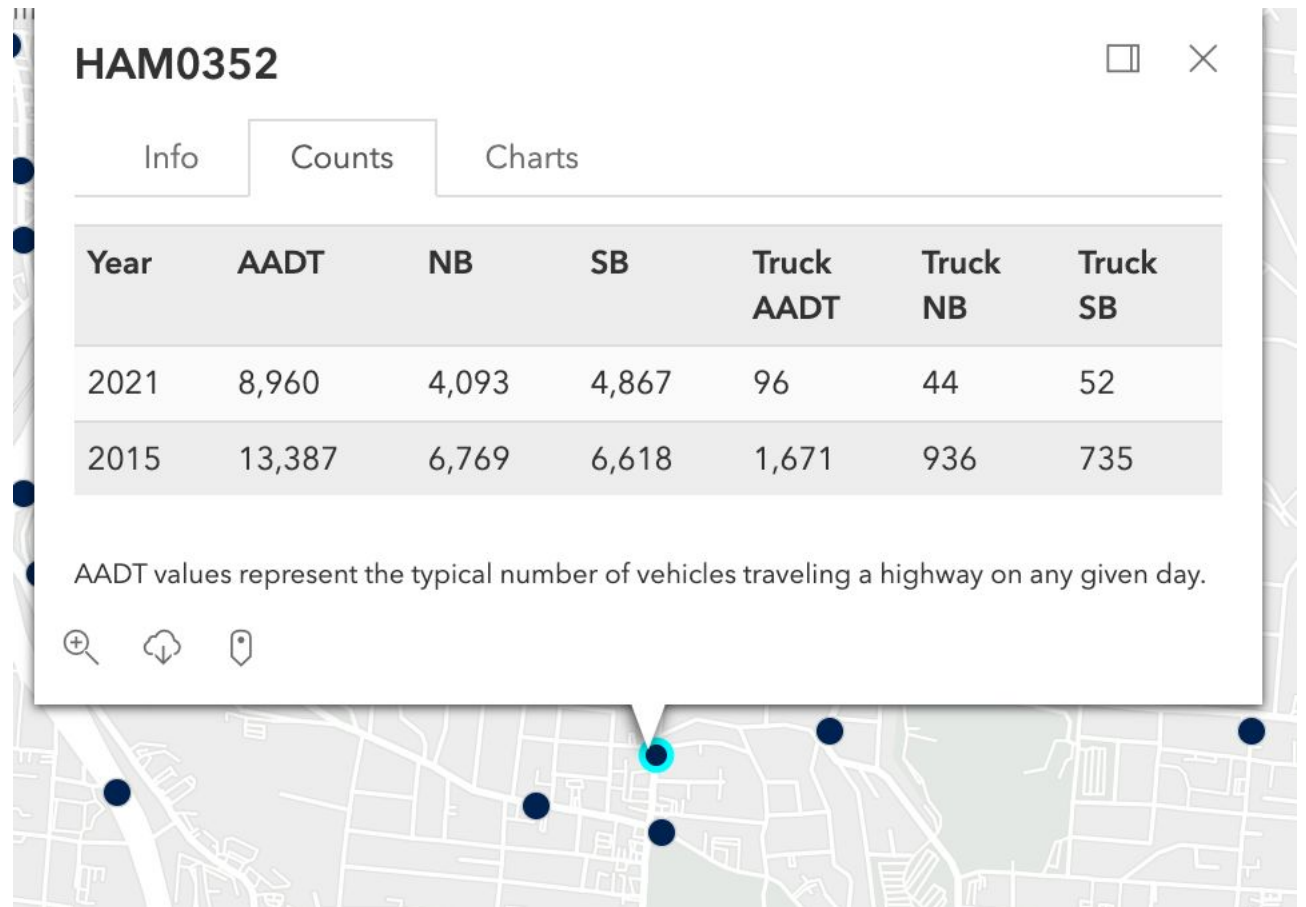 HAM0352
Info Counts Charts
Year AADT NB SB Truck AADT Truck NB Truck SB
2021 8,960 4,093 4,867 96 44 52
2015 13,387 6,769 6,618 1,671 936 735
AADT values represent the typical number of vehicles traveling a highway on any given day.